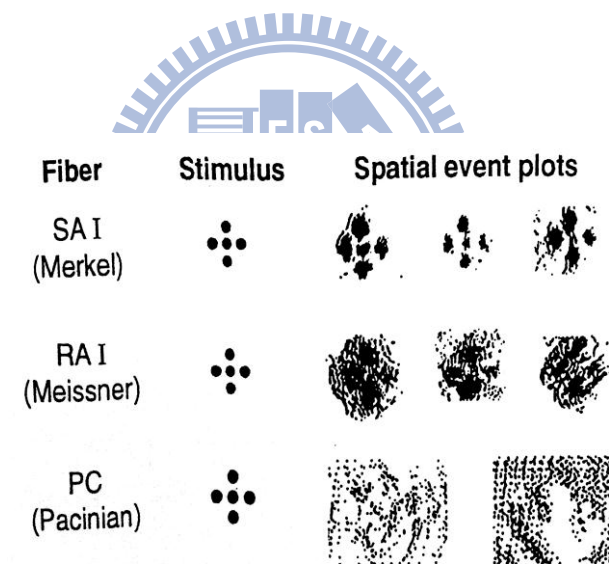 Fiber Stimulus Spatial event plots
SA I
(Merkel)
RA I
(Meissner)
PC
(Pacinian)